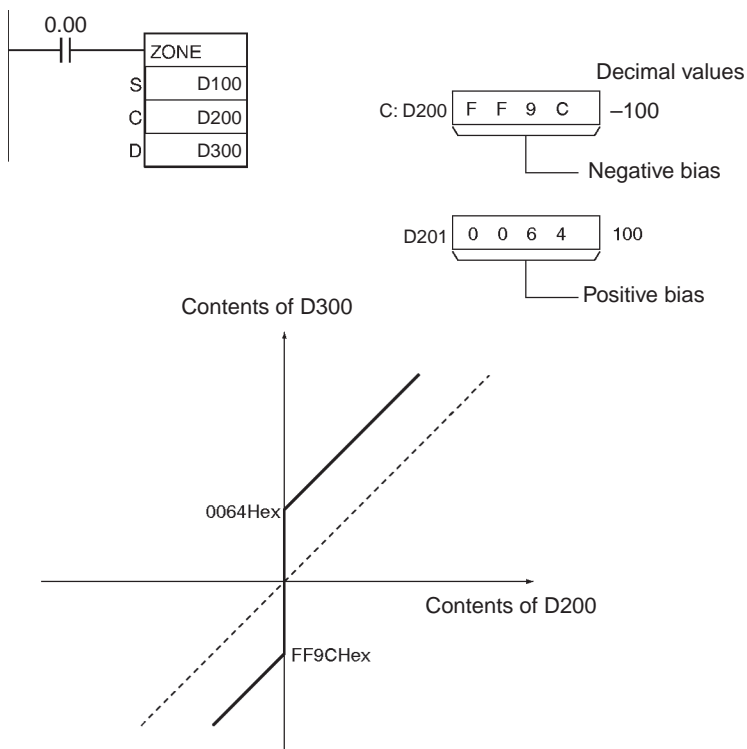 0.00
ZONE
S D100
C D200
D D300
Decimal values
C: D200 F F 9 C –100
Negative bias
D201 0 0 6 4 100
Positive bias
Contents of D300
0064Hex
Contents of D200
FF9CHex